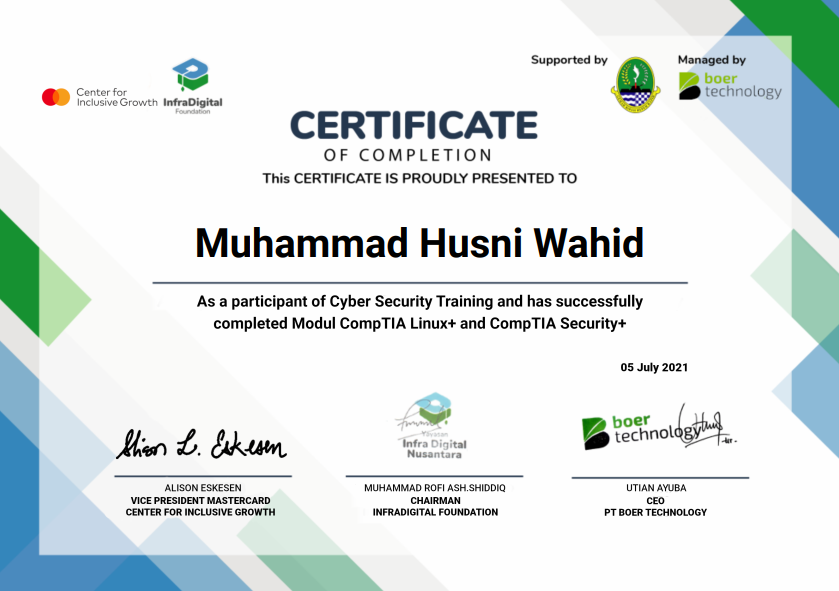 Center for
Inclusive Growth
InfraDigital
Foundation
Supported by
Managed by
boer
technology
CERTIFICATE
OF COMPLETION
This CERTIFICATE IS PROUDLY PRESENTED TO
Muhammad Husni Wahid
As a participant of Cyber Security Training and has successfully
completed Modul CompTIA Linux+ and CompTIA Security+
05 July 2021
Alison L. Eskesen
Yayasan
Infra Digital
Nusantara
boer
technology
ALISON ESKESEN
VICE PRESIDENT MASTERCARD
CENTER FOR INCLUSIVE GROWTH
MUHAMMAD ROFI ASH.SHIDDIQ
CHAIRMAN
INFRADIGITAL FOUNDATION
UTIAN AYUBA
CEO
PT BOER TECHNOLOGY